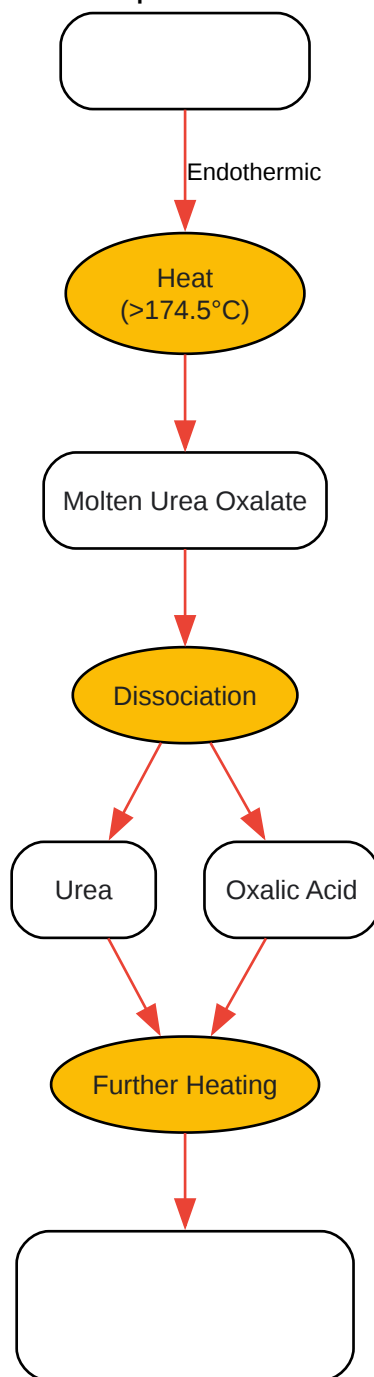 Endothermic
Heat
(>174.5°C)
Molten Urea Oxalate
Dissociation
Urea
Oxalic Acid
Further Heating